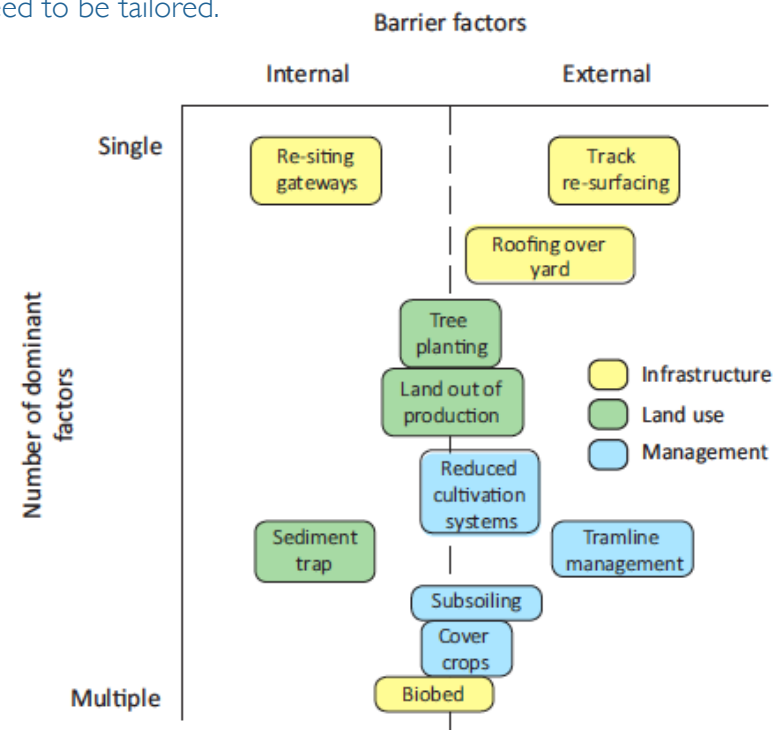 eed to be tailored.
Barrier factors
Internal
External
Single
Re-siting
gateways
Track
re-surfacing
Roofing over
yard
Number of dominant
factors
Tree
planting
Land out of
production
Infrastructure
Land use
Management
Reduced
cultivation
systems
Sediment
trap
Tramline
management
Subsoiling
Cover
crops
Multiple
Biobed